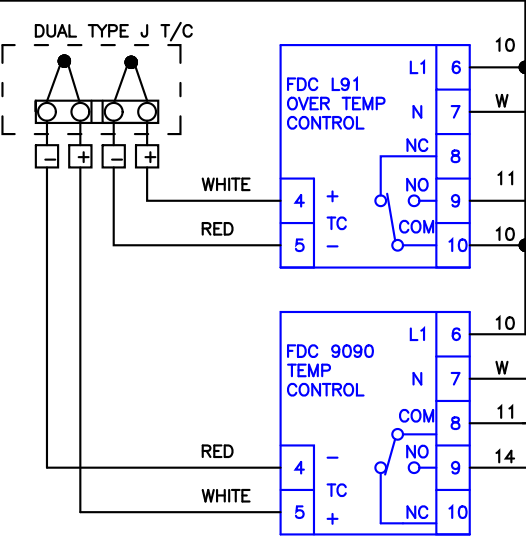 DUAL TYPE J T/C
− + − +
FDC L91
OVER TEMP
CONTROL
L1 6 10
N 7 W
NC 8
NO 9 11
COM 10 10
WHITE 4 +
TC
RED 5 −
FDC 9090
TEMP
CONTROL
L1 6 10
N 7 W
COM 8 11
NO 9 14
NC 10
RED 4 −
TC
WHITE 5 +